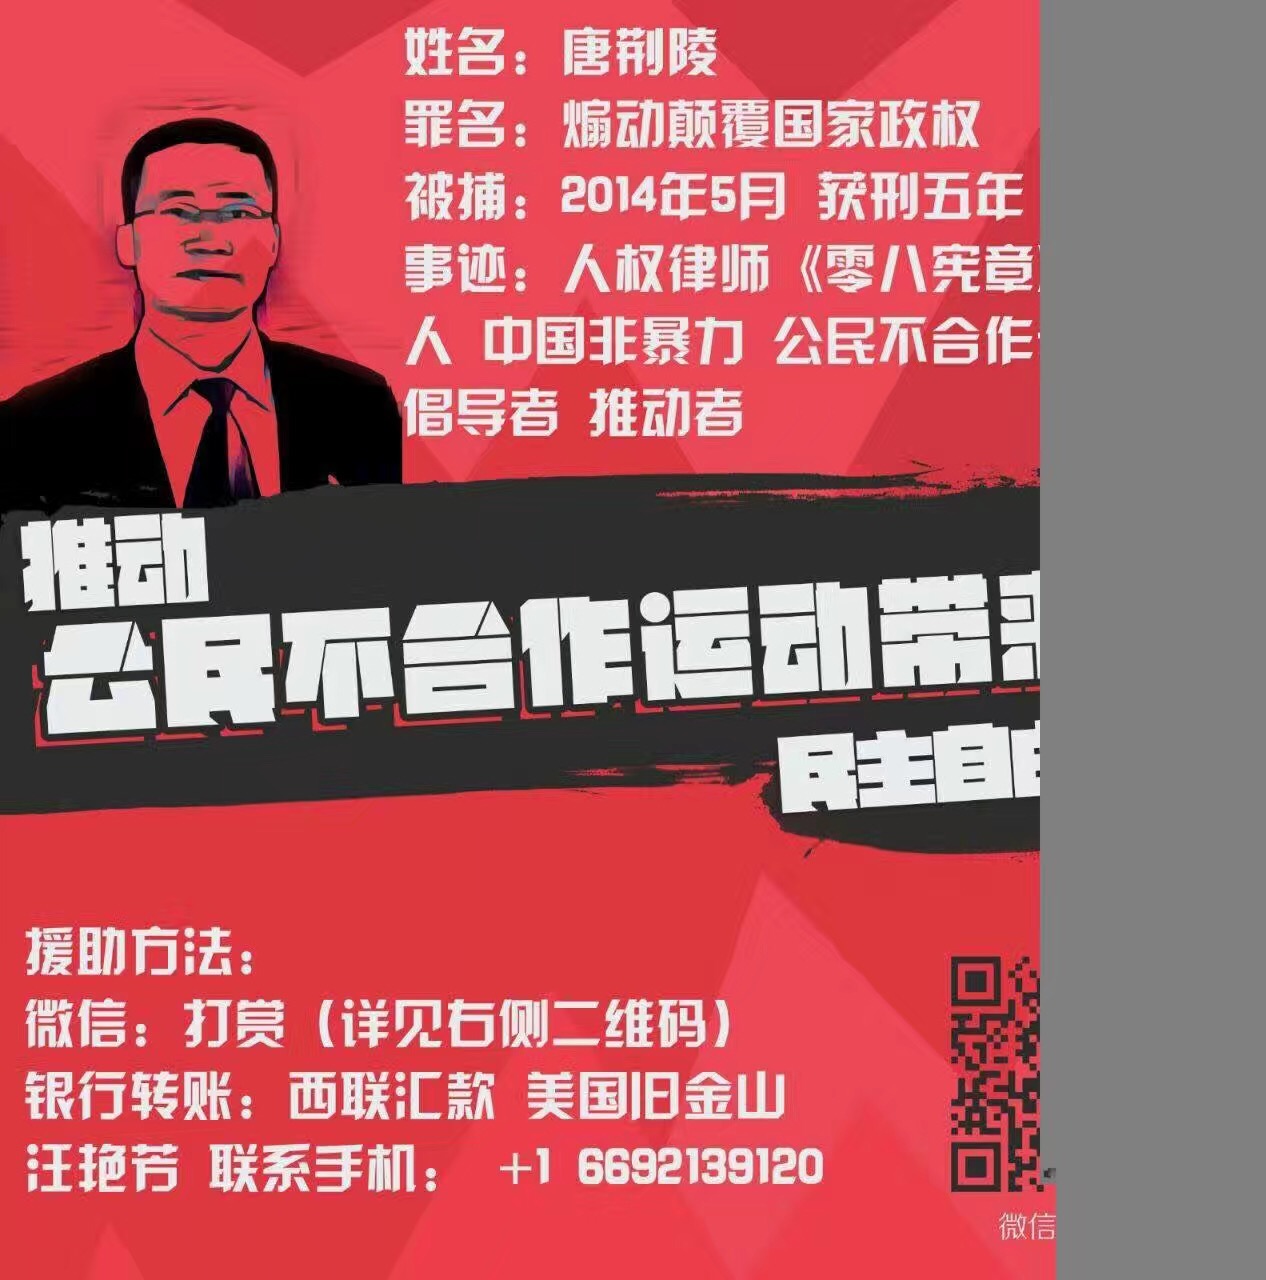 姓名：唐荆陵
罪名：煽动颠覆国家政权
被捕：2014年5月 获刑五年
事迹：人权律师《零八宪章
人 中国非暴力 公民不合作
倡导者 推动者
推动
公民不合作运动带
民主自
援助方法：
微信：打赏（详见右侧二维码）
银行转账：西联汇款 美国旧金山
汪艳芳 联系手机： +1 6692139120
微信